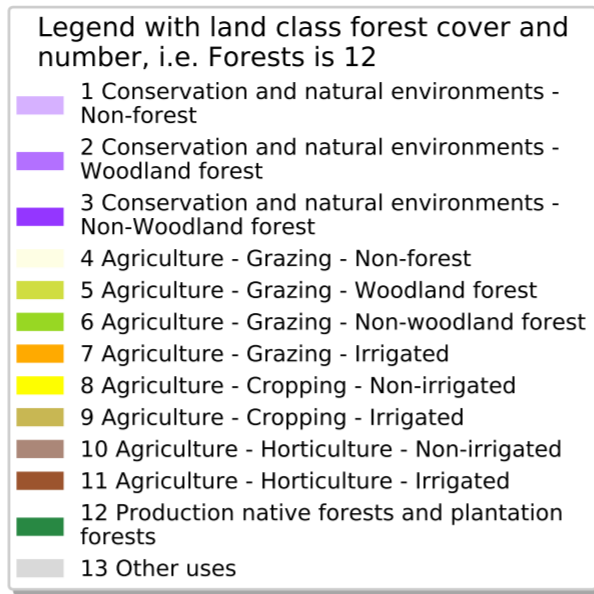 Legend with land class forest cover and
number, i.e. Forests is 12
1 Conservation and natural environments -
Non-forest
2 Conservation and natural environments -
Woodland forest
3 Conservation and natural environments -
Non-Woodland forest
4 Agriculture - Grazing - Non-forest
5 Agriculture - Grazing - Woodland forest
6 Agriculture - Grazing - Non-woodland forest
7 Agriculture - Grazing - Irrigated
8 Agriculture - Cropping - Non-irrigated
9 Agriculture - Cropping - Irrigated
10 Agriculture - Horticulture - Non-irrigated
11 Agriculture - Horticulture - Irrigated
12 Production native forests and plantation
forests
13 Other uses